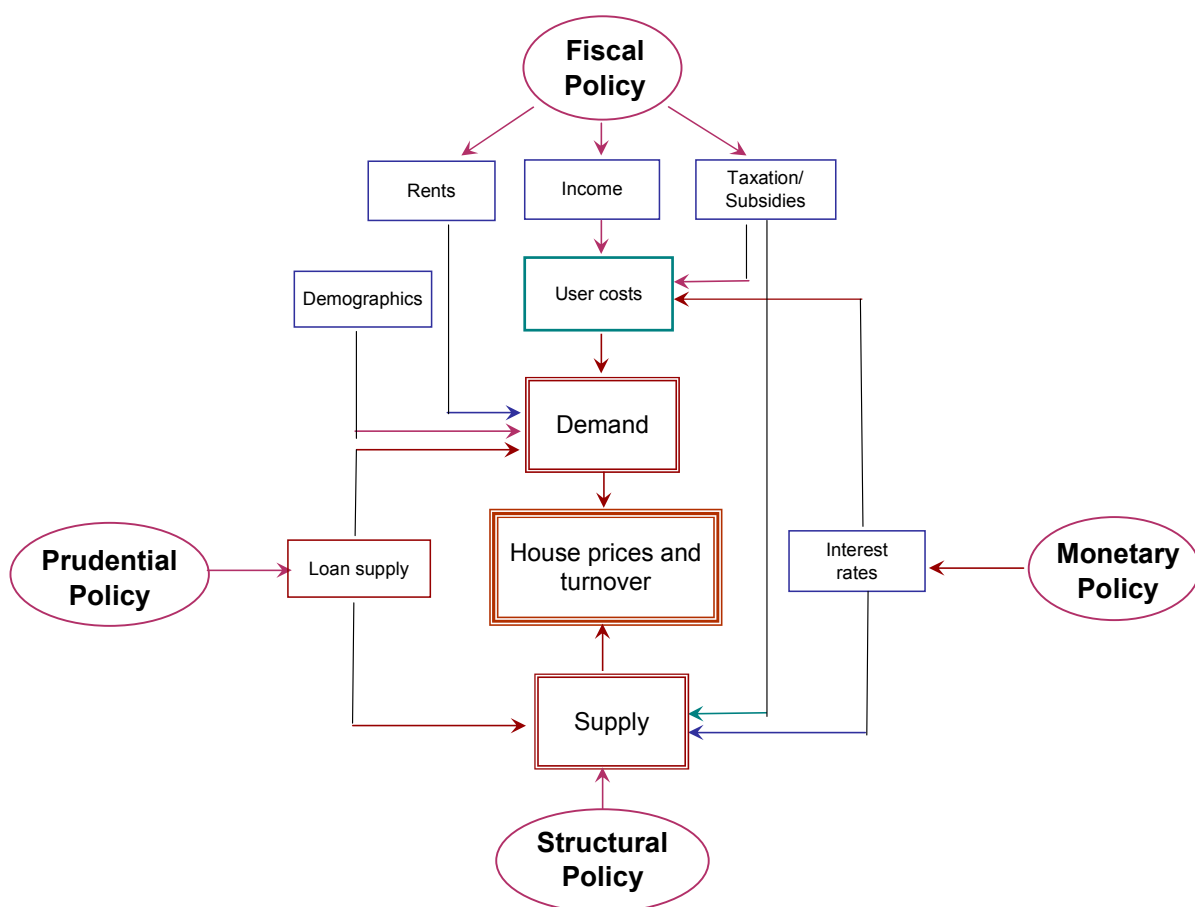 Fiscal
Policy
Rents
Income
Taxation/
Subsidies
Demographics
User costs
Demand
Prudential
Policy
Loan supply
House prices and
turnover
Interest
rates
Monetary
Policy
Supply
Structural
Policy